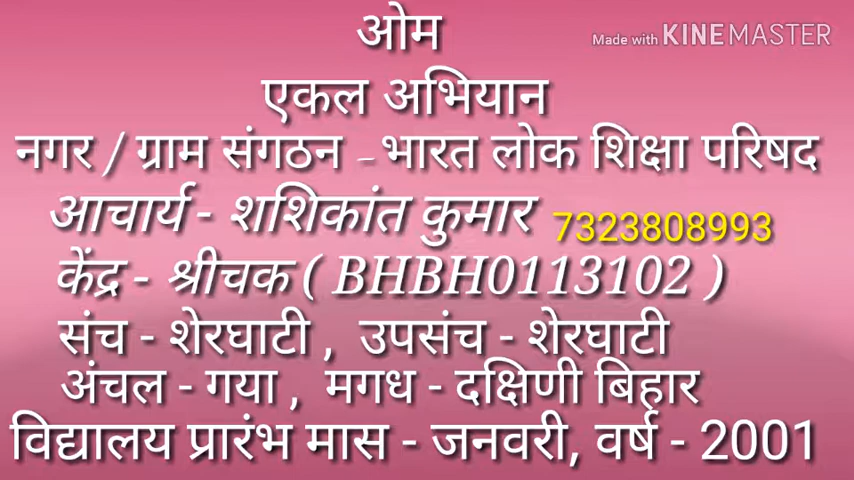 ओम
Made with KINEMASTER
एकल अभियान
नगर / ग्राम संगठन - भारत लोक शिक्षा परिषद
आचार्य - शशिकांत कुमार 7323808993
केंद्र - श्रीचक ( BHBH0113102 )
संच - शेरघाटी , उपसंच - शेरघाटी
अंचल - गया , मगध - दक्षिणी बिहार
विद्यालय प्रारंभ मास - जनवरी, वर्ष - 2001